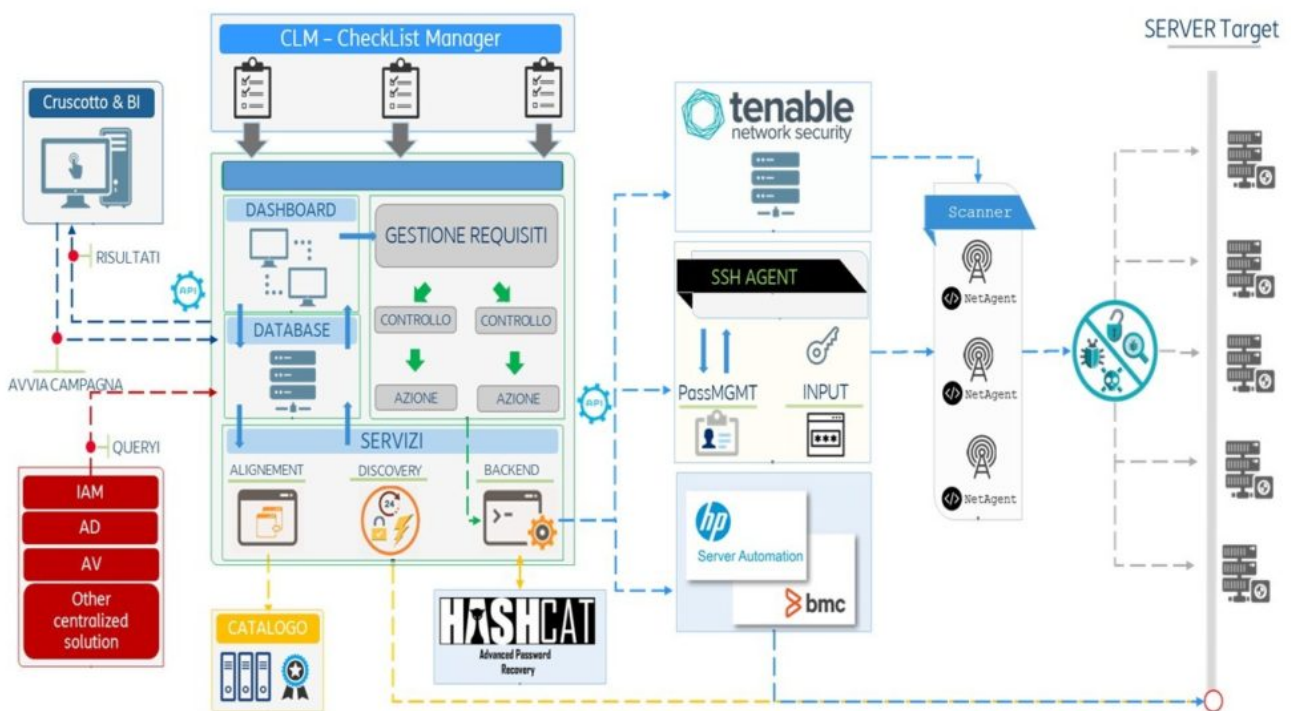 CLM – CheckList Manager
SERVER Target
Cruscotto & BI
tenable
network security
DASHBOARD
GESTIONE REQUISITI
Scanner
RISULTATI
API
SSH AGENT
NetAgent
DATABASE
CONTROLLO
CONTROLLO
AVVIA CAMPAGNA
AZIONE
AZIONE
API
PassMGMT
INPUT
***
NetAgent
QUERYI
SERVIZI
ALIGNEMENT
DISCOVERY
BACKEND
24
>-
NetAgent
IAM
AD
AV
Other
centralized
solution
hp
Server Automation
bmc
CATALOGO
HASHCAT
Advanced Password
Recovery